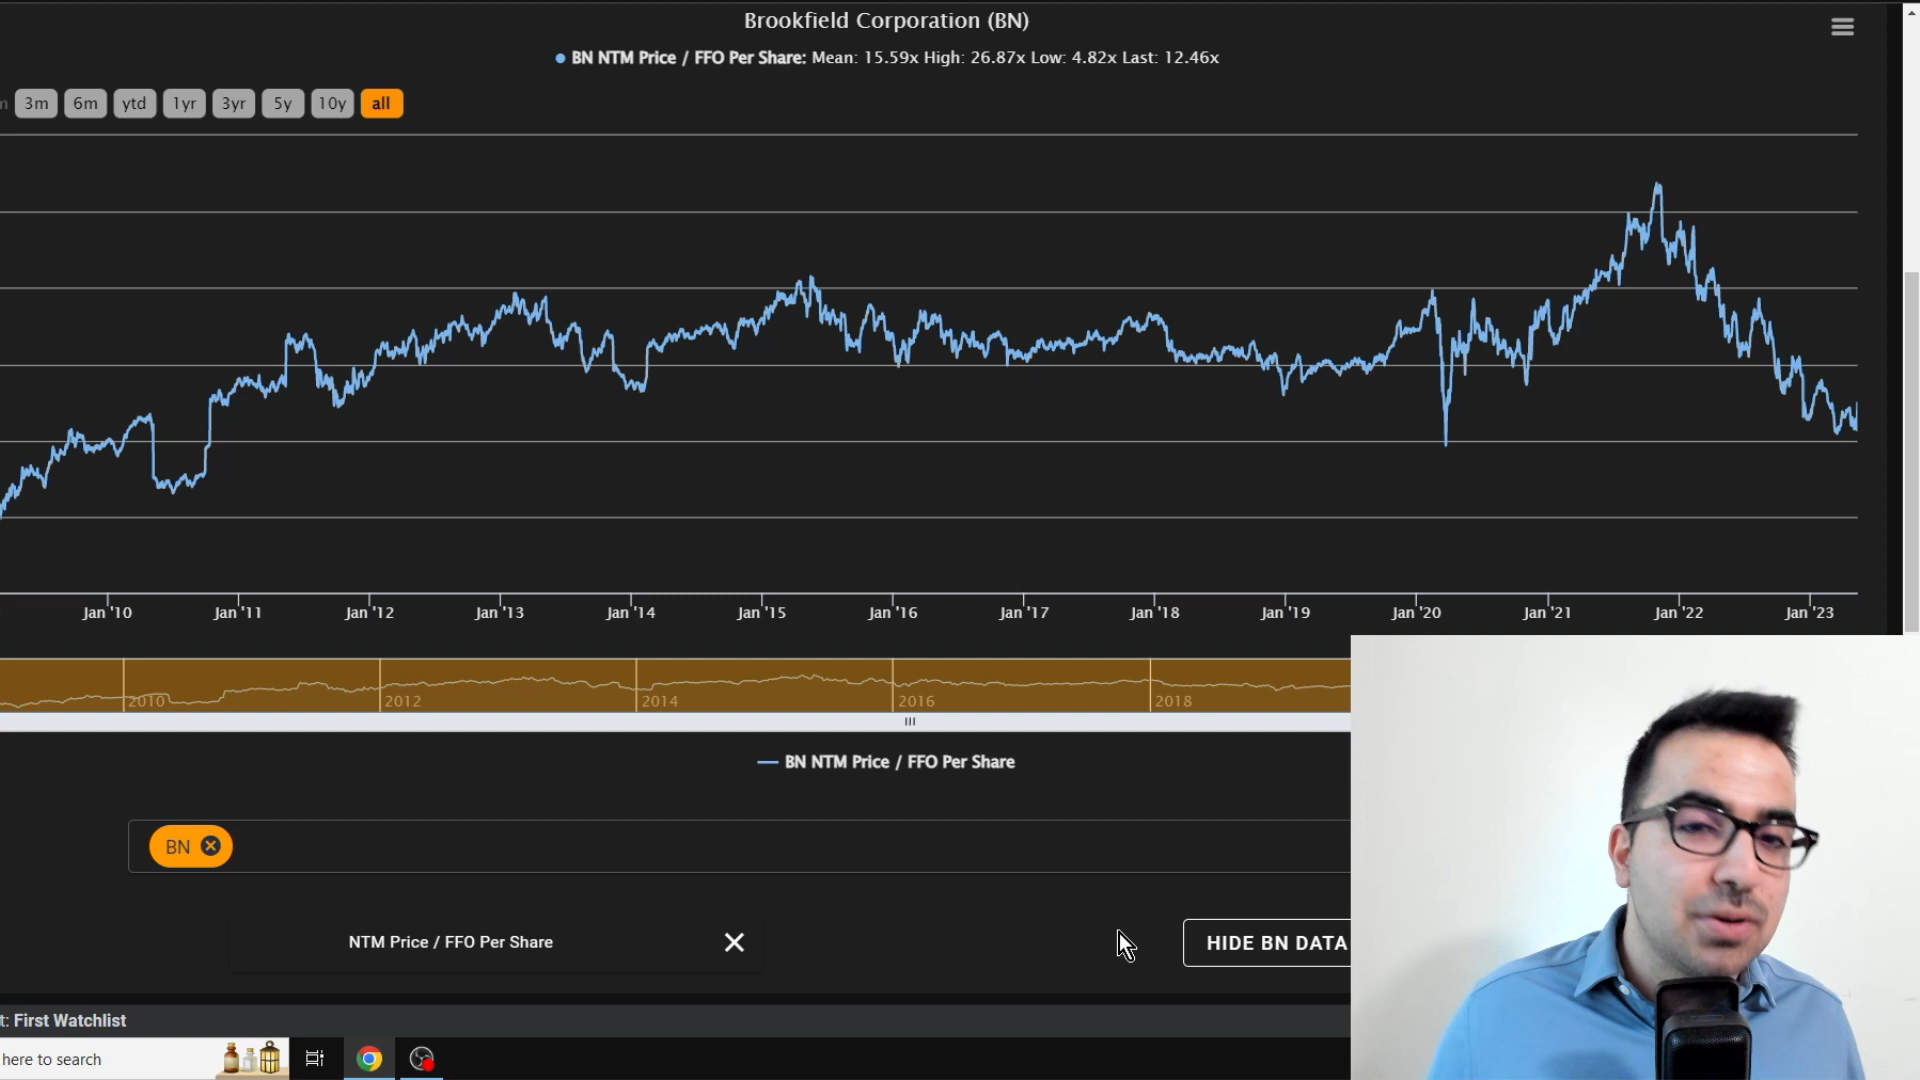 Brookfield Corporation (BN)
BN NTM Price / FFO Per Share: Mean: 15.59x High: 26.87x Low: 4.82x Last: 12.46x
3m 6m ytd 1yr 3yr 5y 10y all
Jan '10 Jan '11 Jan '12 Jan '13 Jan '14 Jan '15 Jan '16 Jan '17 Jan '18 Jan '19 Jan '20 Jan '21 Jan '22 Jan '23
2010 2012 2014 2016 2018
BN NTM Price / FFO Per Share
BN
NTM Price / FFO Per Share
HIDE BN DATA
t: First Watchlist
here to search